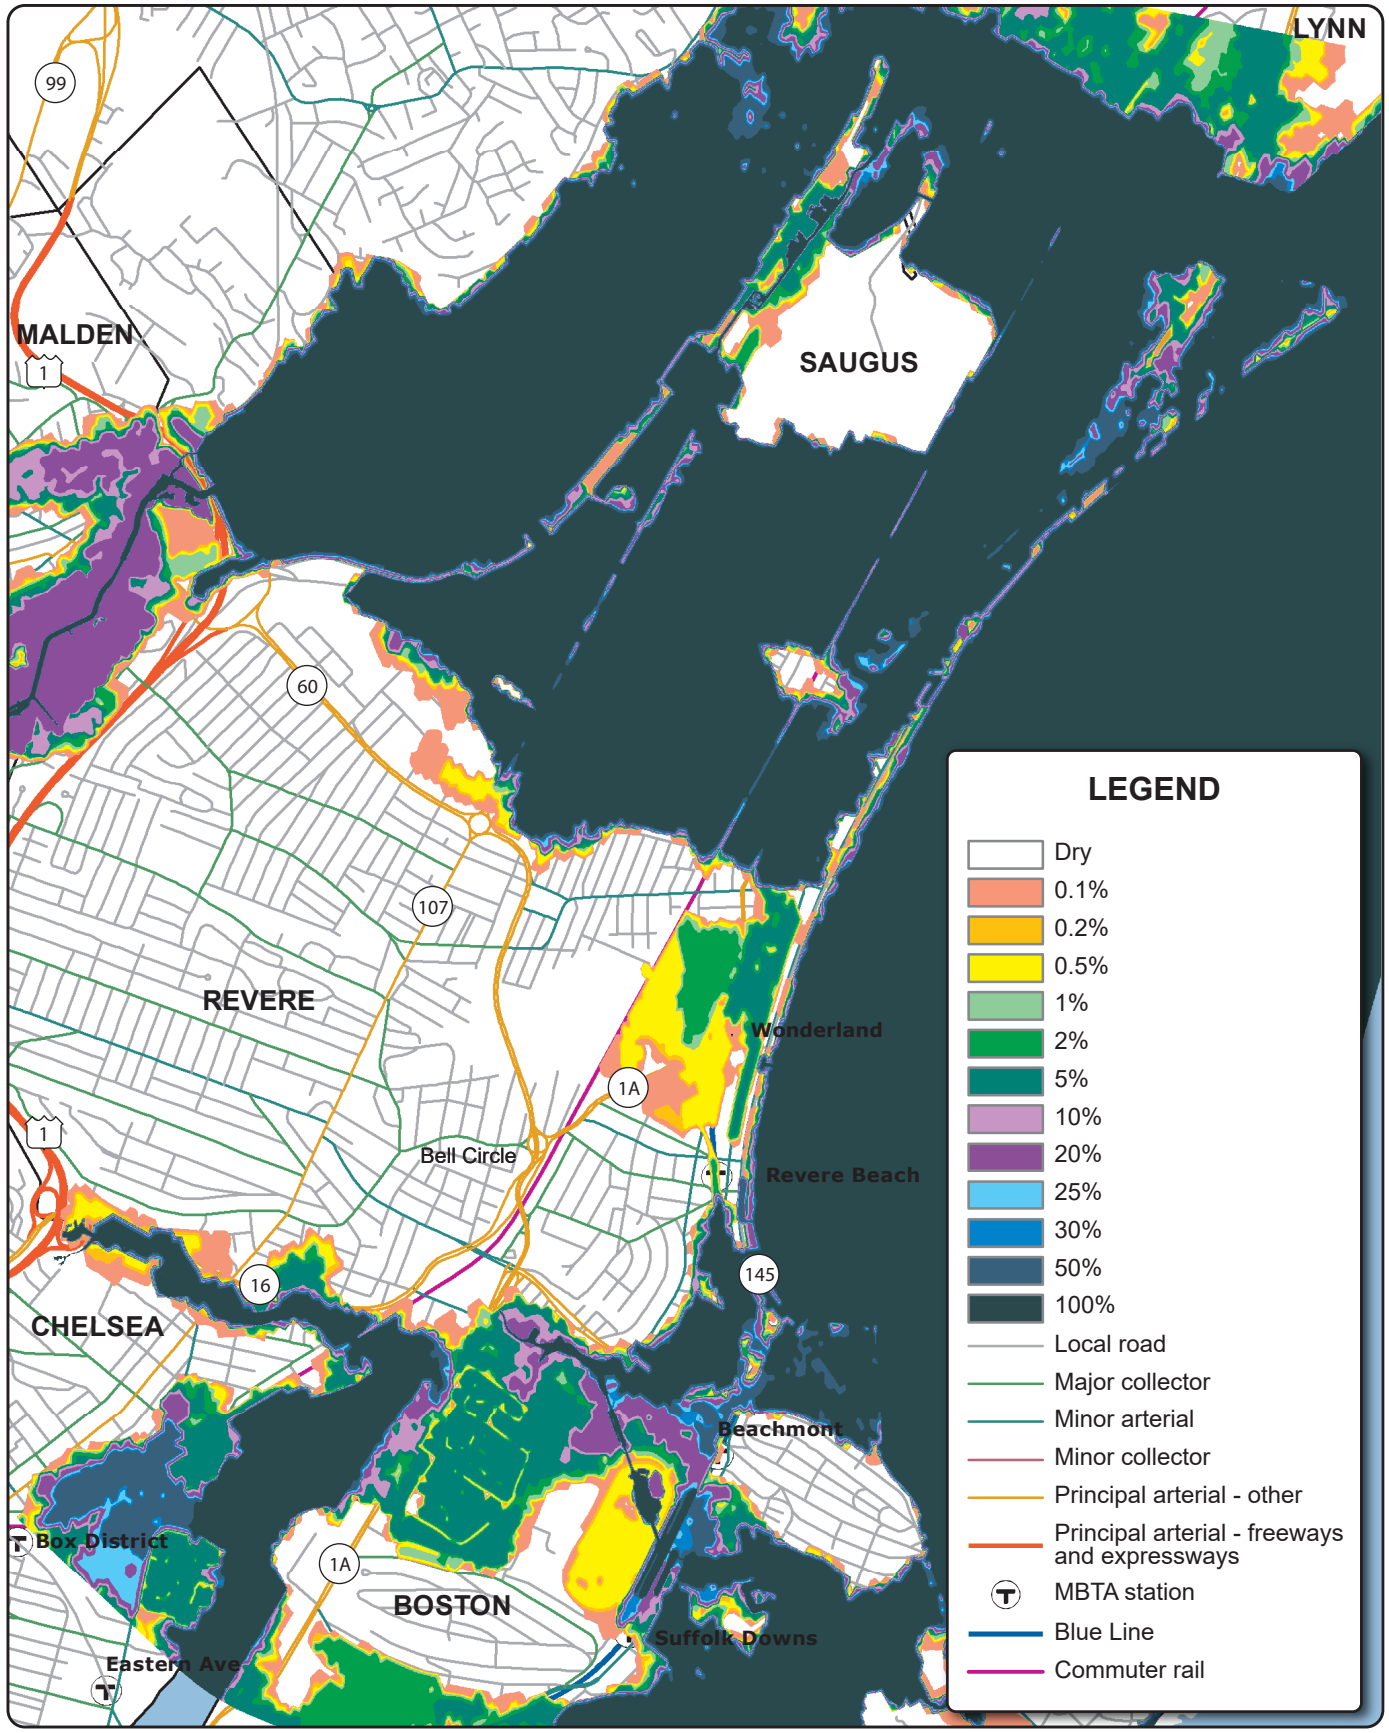 LYNN
99
MALDEN
1
SAUGUS
60
107
REVERE
Wonderland
1A
1
Bell Circle
Revere Beach
16
145
CHELSEA
Beachmont
Box District
1A
BOSTON
Suffolk Downs
Eastern Ave
T
T
T
LEGEND
Dry
0.1%
0.2%
0.5%
1%
2%
5%
10%
20%
25%
30%
50%
100%
Local road
Major collector
Minor arterial
Minor collector
Principal arterial - other
Principal arterial - freeways
and expressways
T MBTA station
Blue Line
Commuter rail